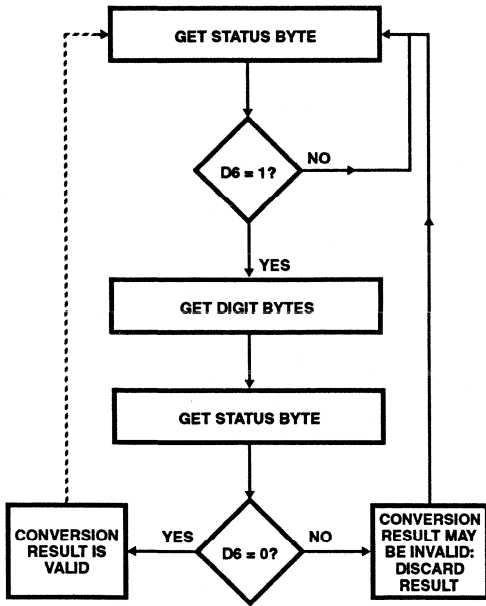 GET STATUS BYTE
D6 = 1?
NO
YES
GET DIGIT BYTES
GET STATUS BYTE
D6 = 0?
YES
NO
CONVERSION
RESULT IS
VALID
CONVERSION
RESULT MAY
BE INVALID:
DISCARD
RESULT